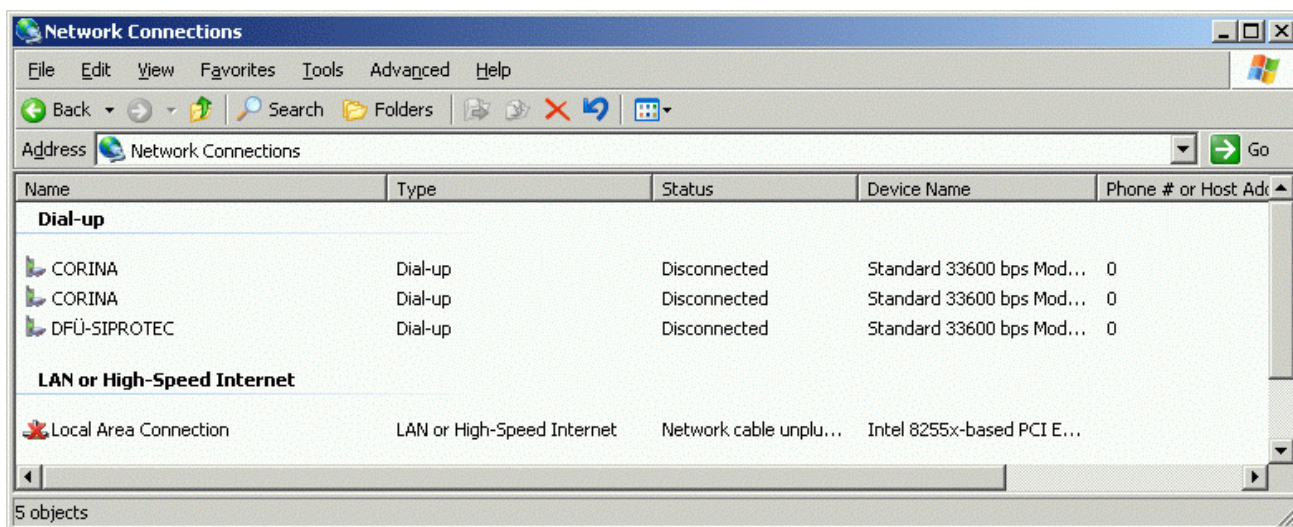 Network Connections
File Edit View Favorites Tools Advanced Help
Back Search Folders
Address Network Connections Go
Name Type Status Device Name Phone # or Host Add
Dial-up
CORINA Dial-up Disconnected Standard 33600 bps Mod... 0
CORINA Dial-up Disconnected Standard 33600 bps Mod... 0
DFÜ-SIPROTEC Dial-up Disconnected Standard 33600 bps Mod... 0
LAN or High-Speed Internet
Local Area Connection LAN or High-Speed Internet Network cable unplu... Intel 8255x-based PCI E...
5 objects